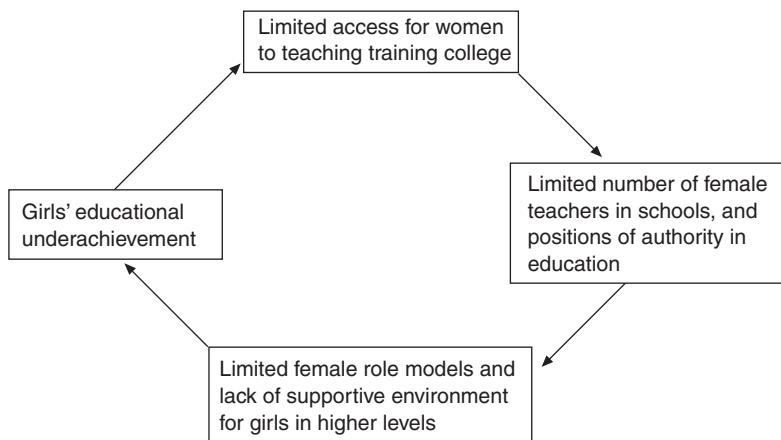 Limited access for women
to teaching training college
Limited number of female
teachers in schools, and
positions of authority in
education
Girls' educational
underachievement
Limited female role models and
lack of supportive environment
for girls in higher levels